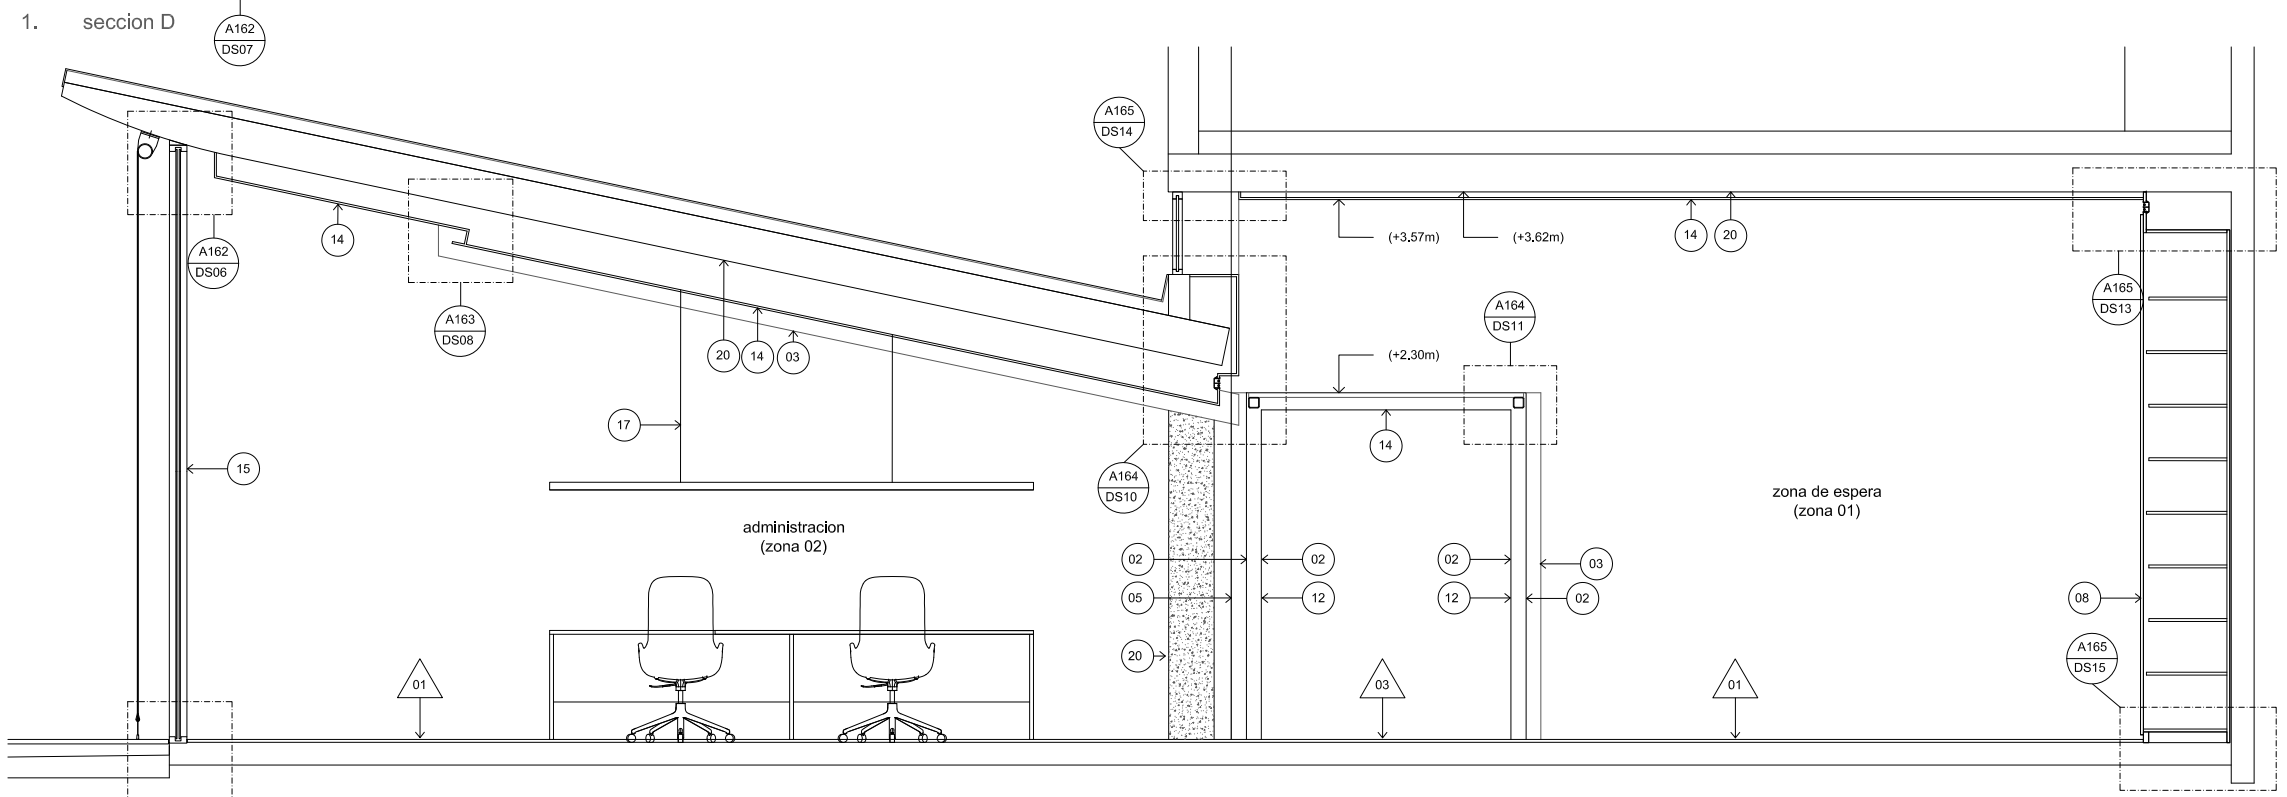 1. seccion D
A162
DS07
A165
DS14
14
A162
DS06
A163
DS08
(+3.57m)
(+3.62m)
14
20
A165
DS13
A164
DS11
20
14
03
(+2.30m)
17
14
15
A164
DS10
zona de espera
(zona 01)
administracion
(zona 02)
02
02
02
03
05
12
12
02
08
20
A165
DS15
01
03
01